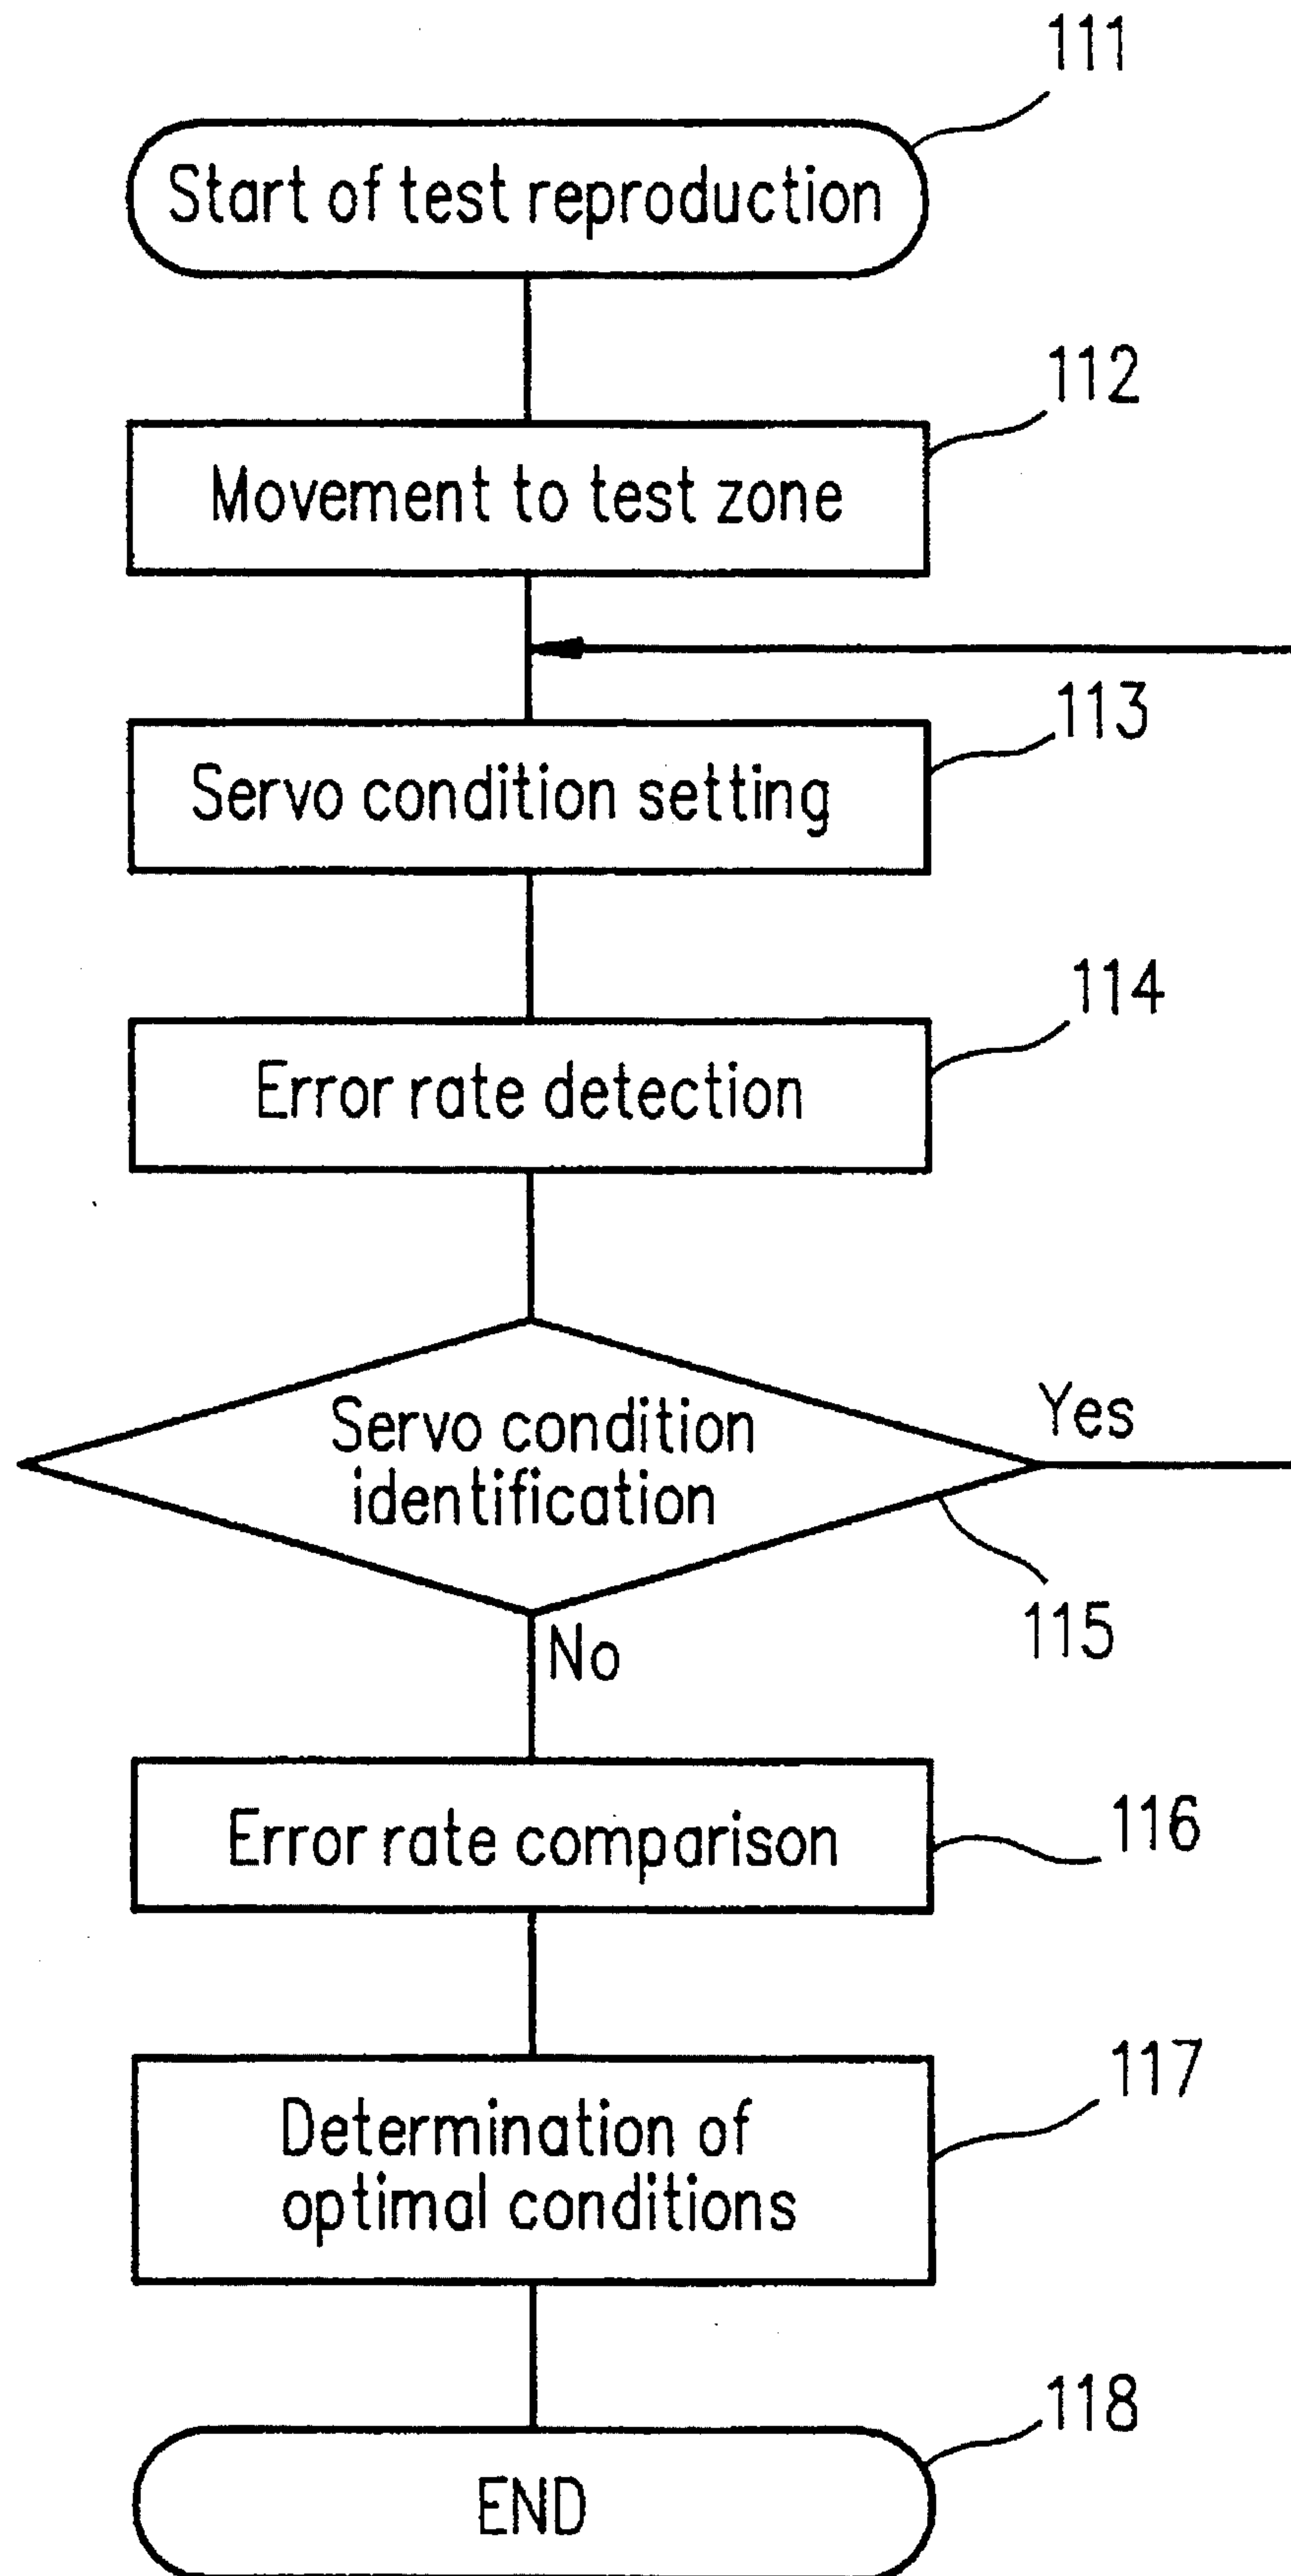 111
Start of test reproduction
112
Movement to test zone
113
Servo condition setting
114
Error rate detection
Servo condition
identification
Yes
115
No
Error rate comparison
116
117
Determination of
optimal conditions
118
END